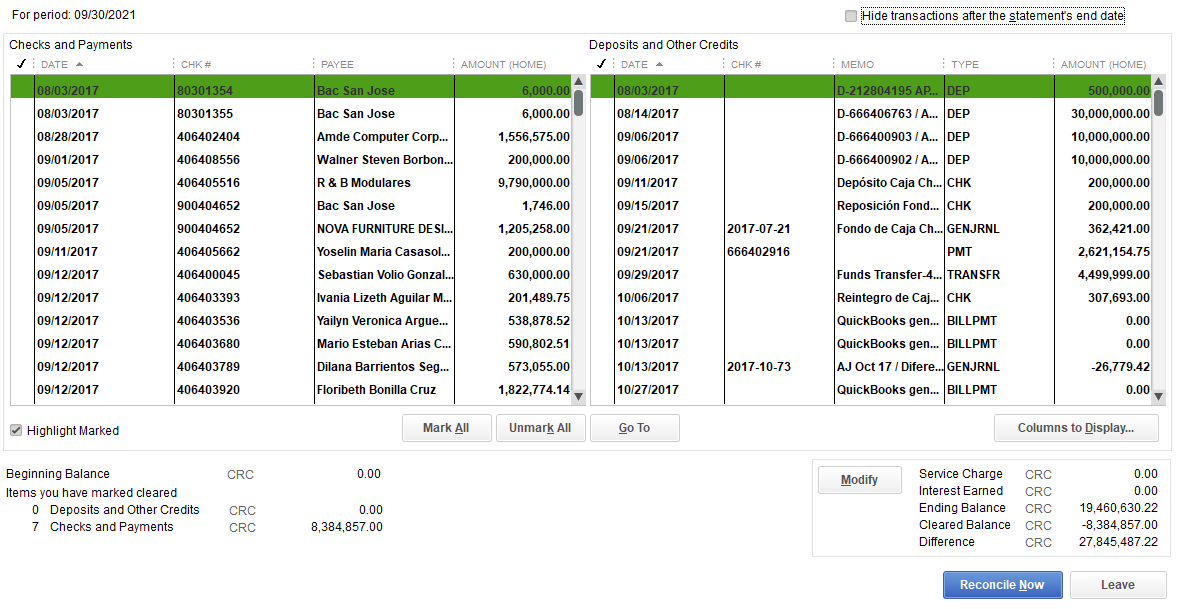 For period: 09/30/2021
Hide transactions after the statement's end date
Checks and Payments
✓ DATE CHK # PAYEE AMOUNT (HOME)
08/03/2017 80301354 Bac San Jose 6,000.00
08/03/2017 80301355 Bac San Jose 6,000.00
08/28/2017 406402404 Amde Computer Corp... 1,556,575.00
09/01/2017 406408556 Walner Steven Borbon... 200,000.00
09/05/2017 406405516 R & B Modulares 9,790,000.00
09/05/2017 900404652 Bac San Jose 1,746.00
09/05/2017 900404652 NOVA FURNITURE DESI... 1,205,258.00
09/11/2017 406405662 Yoselin Maria Casasol... 200,000.00
09/12/2017 406400045 Sebastian Volio Gonzal... 630,000.00
09/12/2017 406403393 Ivania Lizeth Aguilar M... 201,489.75
09/12/2017 406403536 Yailyn Veronica Argue... 538,878.52
09/12/2017 406403680 Mario Esteban Arias C... 590,802.51
09/12/2017 406403789 Dilana Barrientos Seg... 573,055.00
09/12/2017 406403920 Floribeth Bonilla Cruz 1,822,774.14
Deposits and Other Credits
✓ DATE CHK # MEMO TYPE AMOUNT (HOME)
08/03/2017 D-212804195 AP... DEP 500,000.00
08/14/2017 D-666406763 / A... DEP 30,000,000.00
09/06/2017 D-666400903 / A... DEP 10,000,000.00
09/06/2017 D-666400902 / A... DEP 10,000,000.00
09/11/2017 Depósito Caja Ch... CHK 200,000.00
09/15/2017 Reposición Fond... CHK 200,000.00
09/21/2017 2017-07-21 Fondo de Caja Ch... GENJRNL 362,421.00
09/21/2017 666402916 PMT 2,621,154.75
09/29/2017 Funds Transfer-4... TRANSFR 4,499,999.00
10/06/2017 Reintegro de Caj... CHK 307,693.00
10/13/2017 QuickBooks gen... BILLPMT 0.00
10/13/2017 QuickBooks gen... BILLPMT 0.00
10/13/2017 2017-10-73 AJ Oct 17 / Difere... GENJRNL -26,779.42
10/27/2017 QuickBooks gen... BILLPMT 0.00
Highlight Marked
Mark All
Unmark All
Go To
Columns to Display...
Beginning Balance CRC 0.00
Items you have marked cleared
0 Deposits and Other Credits CRC 0.00
7 Checks and Payments CRC 8,384,857.00
Modify
Service Charge CRC 0.00
Interest Earned CRC 0.00
Ending Balance CRC 19,460,630.22
Cleared Balance CRC -8,384,857.00
Difference CRC 27,845,487.22
Reconcile Now
Leave